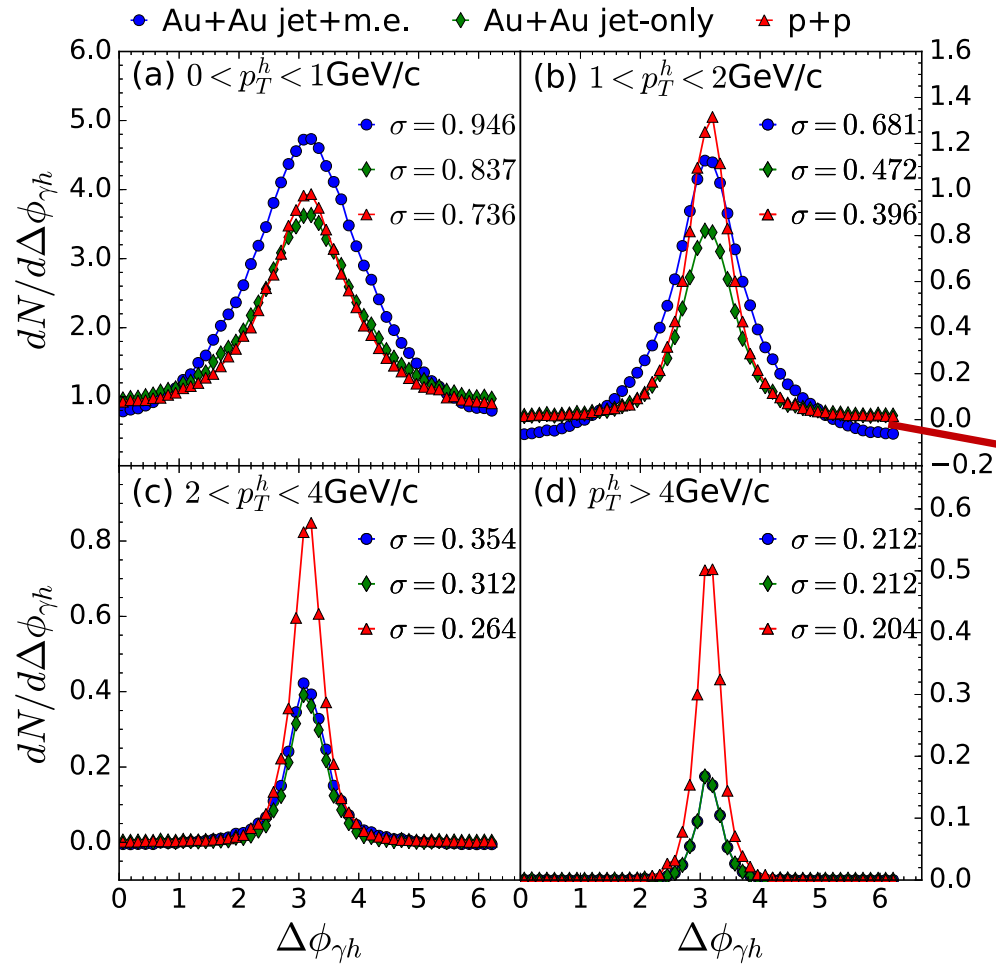 Au+Au jet+m.e. Au+Au jet-only p+p
(a) 0 < p_T^h < 1GeV/c
σ = 0.946
σ = 0.837
σ = 0.736
(b) 1 < p_T^h < 2GeV/c
σ = 0.681
σ = 0.472
σ = 0.396
6.0
5.0
4.0
3.0
2.0
1.0
dN/dΔϕ_γh
1.6
1.4
1.2
1.0
0.8
0.6
0.4
0.2
0.0
−0.2
(c) 2 < p_T^h < 4GeV/c
σ = 0.354
σ = 0.312
σ = 0.264
(d) p_T^h > 4GeV/c
σ = 0.212
σ = 0.212
σ = 0.204
0.8
0.6
0.4
0.2
0.0
dN/dΔϕ_γh
0.6
0.5
0.4
0.3
0.2
0.1
0.0
0 1 2 3 4 5 6
0 1 2 3 4 5 6
Δϕ_γh
Δϕ_γh